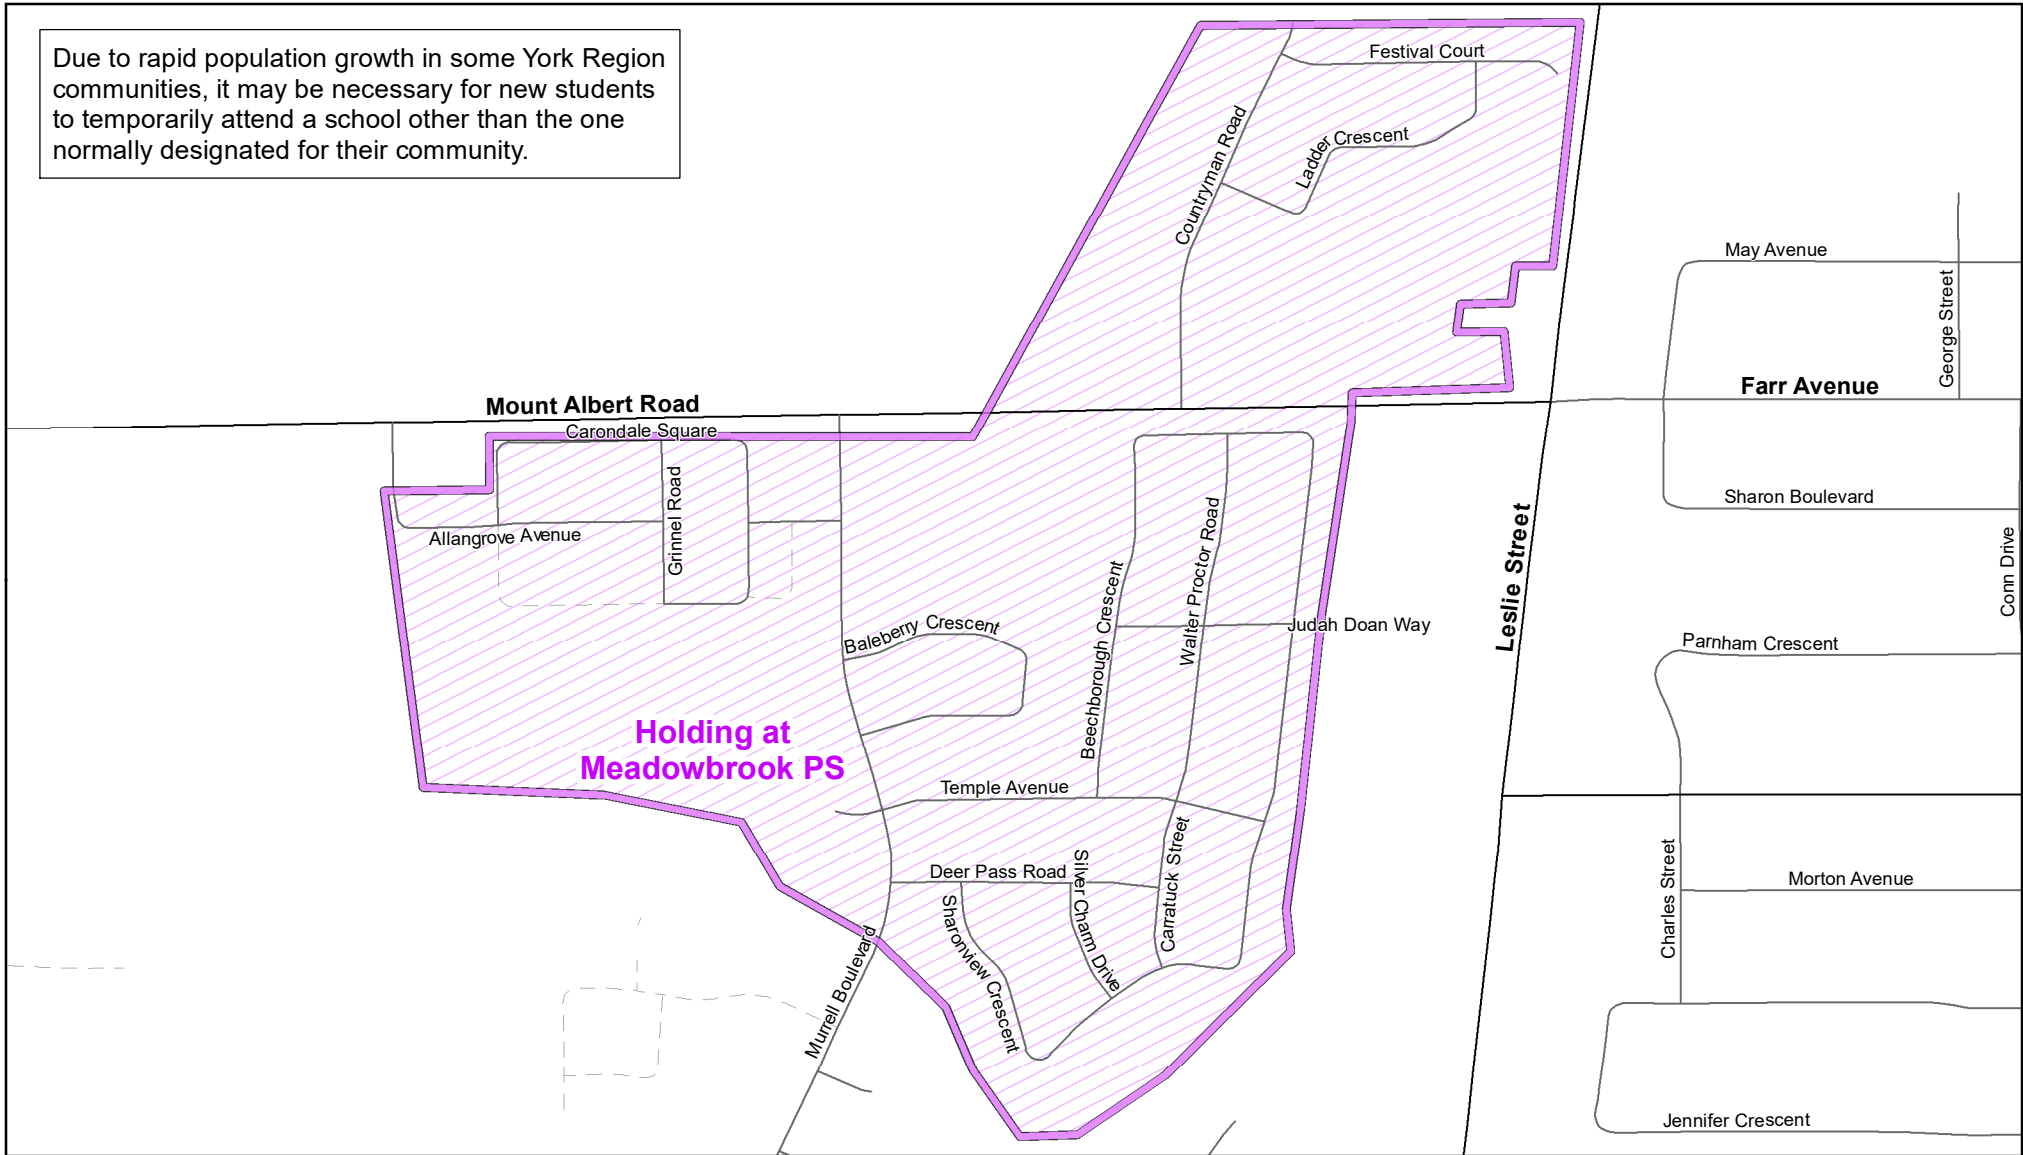 Due to rapid population growth in some York Region
communities, it may be necessary for new students
to temporarily attend a school other than the one
normally designated for their community.
Festival Court
Countryman Road
Ladder Crescent
May Avenue
George Street
Mount Albert Road
Farr Avenue
Carondale Square
Grinnel Road
Allangrove Avenue
Sharon Boulevard
Conn Drive
Leslie Street
Walter Proctor Road
Beechborough Crescent
Judah Doan Way
Baleberry Crescent
Parnham Crescent
Holding at
Meadowbrook PS
Temple Avenue
Carratuck Street
Deer Pass Road
Silver Charm Drive
Sharonview Crescent
Murrell Boulevard
Charles Street
Morton Avenue
Jennifer Crescent